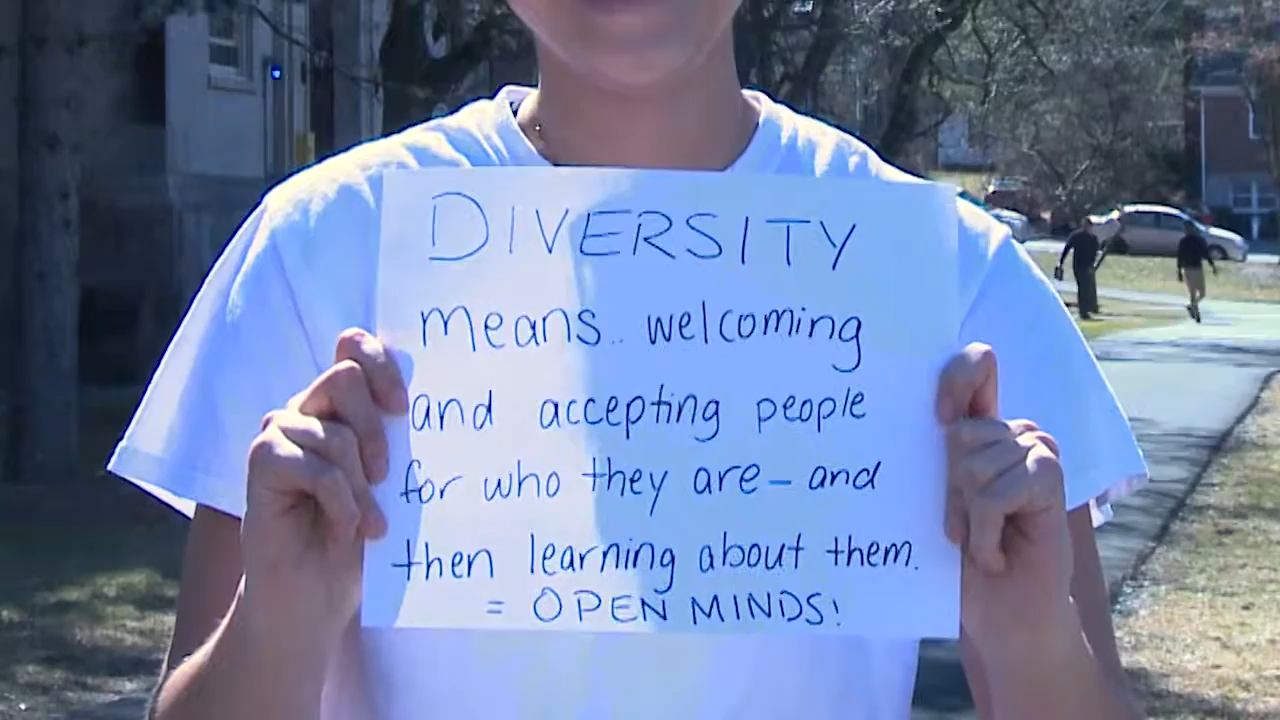 DIVERSITY
means.. welcoming
and accepting people
for who they are – and
then learning about them.
= OPEN MINDS!